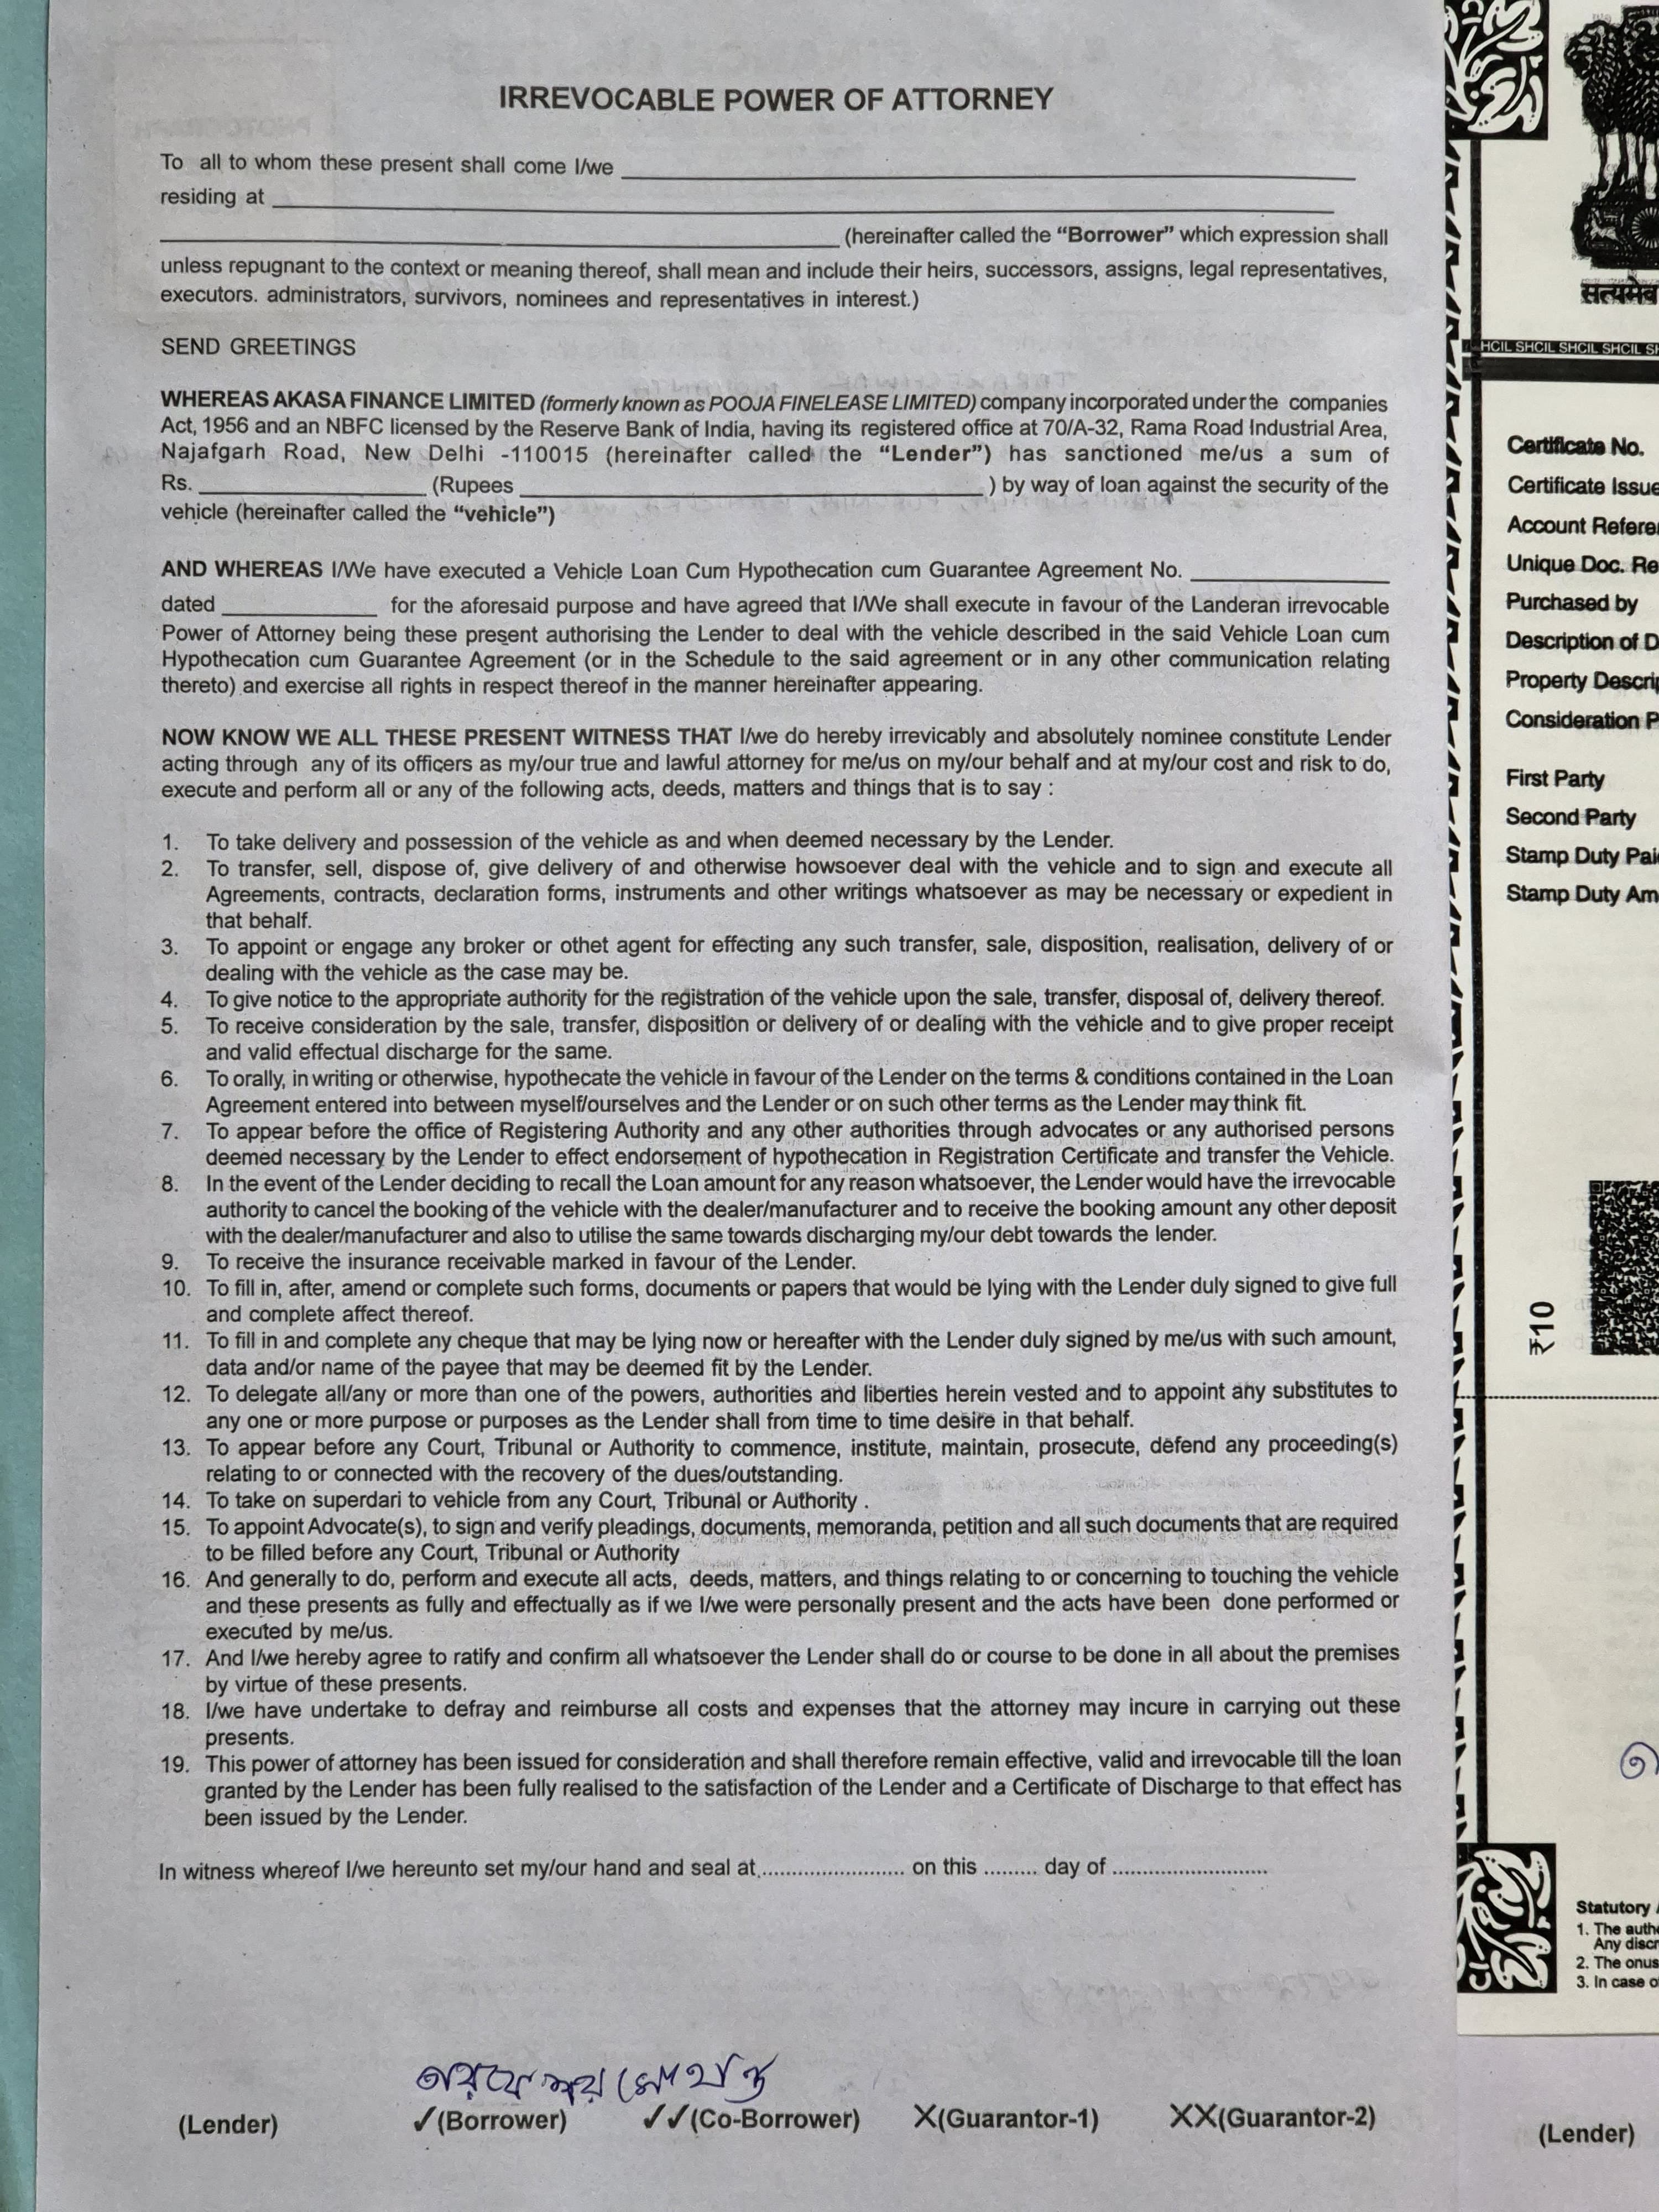 IRREVOCABLE POWER OF ATTORNEY
To all to whom these present shall come I/we
residing at
(hereinafter called the “Borrower” which expression shall
unless repugnant to the context or meaning thereof, shall mean and include their heirs, successors, assigns, legal representatives,
executors. administrators, survivors, nominees and representatives in interest.)
SEND GREETINGS
WHEREAS AKASA FINANCE LIMITED (formerly known as POOJA FINELEASE LIMITED) company incorporated under the companies
Act, 1956 and an NBFC licensed by the Reserve Bank of India, having its registered office at 70/A-32, Rama Road Industrial Area,
Najafgarh Road, New Delhi -110015 (hereinafter called the “Lender”) has sanctioned me/us a sum of
Rs. (Rupees ) by way of loan against the security of the
vehicle (hereinafter called the “vehicle”)
AND WHEREAS I/We have executed a Vehicle Loan Cum Hypothecation cum Guarantee Agreement No.
dated for the aforesaid purpose and have agreed that I/We shall execute in favour of the Landeran irrevocable
Power of Attorney being these present authorising the Lender to deal with the vehicle described in the said Vehicle Loan cum
Hypothecation cum Guarantee Agreement (or in the Schedule to the said agreement or in any other communication relating
thereto) and exercise all rights in respect thereof in the manner hereinafter appearing.
NOW KNOW WE ALL THESE PRESENT WITNESS THAT I/we do hereby irrevicably and absolutely nominee constitute Lender
acting through any of its officers as my/our true and lawful attorney for me/us on my/our behalf and at my/our cost and risk to do,
execute and perform all or any of the following acts, deeds, matters and things that is to say :
1. To take delivery and possession of the vehicle as and when deemed necessary by the Lender.
2. To transfer, sell, dispose of, give delivery of and otherwise howsoever deal with the vehicle and to sign and execute all
Agreements, contracts, declaration forms, instruments and other writings whatsoever as may be necessary or expedient in
that behalf.
3. To appoint or engage any broker or othet agent for effecting any such transfer, sale, disposition, realisation, delivery of or
dealing with the vehicle as the case may be.
4. To give notice to the appropriate authority for the registration of the vehicle upon the sale, transfer, disposal of, delivery thereof.
5. To receive consideration by the sale, transfer, disposition or delivery of or dealing with the vehicle and to give proper receipt
and valid effectual discharge for the same.
6. To orally, in writing or otherwise, hypothecate the vehicle in favour of the Lender on the terms & conditions contained in the Loan
Agreement entered into between myself/ourselves and the Lender or on such other terms as the Lender may think fit.
7. To appear before the office of Registering Authority and any other authorities through advocates or any authorised persons
deemed necessary by the Lender to effect endorsement of hypothecation in Registration Certificate and transfer the Vehicle.
8. In the event of the Lender deciding to recall the Loan amount for any reason whatsoever, the Lender would have the irrevocable
authority to cancel the booking of the vehicle with the dealer/manufacturer and to receive the booking amount any other deposit
with the dealer/manufacturer and also to utilise the same towards discharging my/our debt towards the lender.
9. To receive the insurance receivable marked in favour of the Lender.
10. To fill in, after, amend or complete such forms, documents or papers that would be lying with the Lender duly signed to give full
and complete affect thereof.
11. To fill in and complete any cheque that may be lying now or hereafter with the Lender duly signed by me/us with such amount,
data and/or name of the payee that may be deemed fit by the Lender.
12. To delegate all/any or more than one of the powers, authorities and liberties herein vested and to appoint any substitutes to
any one or more purpose or purposes as the Lender shall from time to time desire in that behalf.
13. To appear before any Court, Tribunal or Authority to commence, institute, maintain, prosecute, defend any proceeding(s)
relating to or connected with the recovery of the dues/outstanding.
14. To take on superdari to vehicle from any Court, Tribunal or Authority .
15. To appoint Advocate(s), to sign and verify pleadings, documents, memoranda, petition and all such documents that are required
to be filled before any Court, Tribunal or Authority
16. And generally to do, perform and execute all acts, deeds, matters, and things relating to or concerning to touching the vehicle
and these presents as fully and effectually as if we I/we were personally present and the acts have been done performed or
executed by me/us.
17. And I/we hereby agree to ratify and confirm all whatsoever the Lender shall do or course to be done in all about the premises
by virtue of these presents.
18. I/we have undertake to defray and reimburse all costs and expenses that the attorney may incure in carrying out these
presents.
19. This power of attorney has been issued for consideration and shall therefore remain effective, valid and irrevocable till the loan
granted by the Lender has been fully realised to the satisfaction of the Lender and a Certificate of Discharge to that effect has
been issued by the Lender.
In witness whereof I/we hereunto set my/our hand and seal at........................ on this ......... day of ..........................
(Lender) ✓(Borrower) ✓✓(Co-Borrower) X(Guarantor-1) XX(Guarantor-2)
HCIL SHCIL SHCIL SHCIL
Certificate No.
Certificate
Account
Unique Doc.
Purchased by
Description of
Property
Consideration
First Party
Second Party
Stamp Duty
Stamp Duty
₹10
Statutory
1. The
Any
2. The onus
3. In case
(Lender)